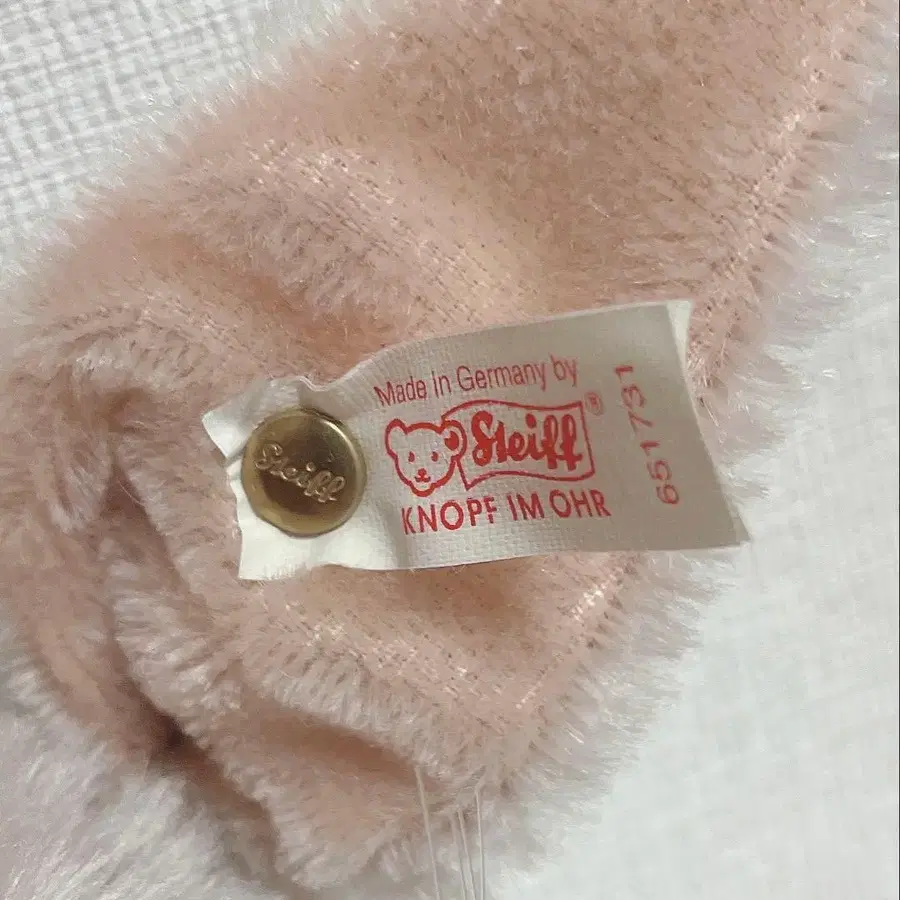 Steiff
Made in Germany by
Steiff®
KNOPF IM OHR
651731